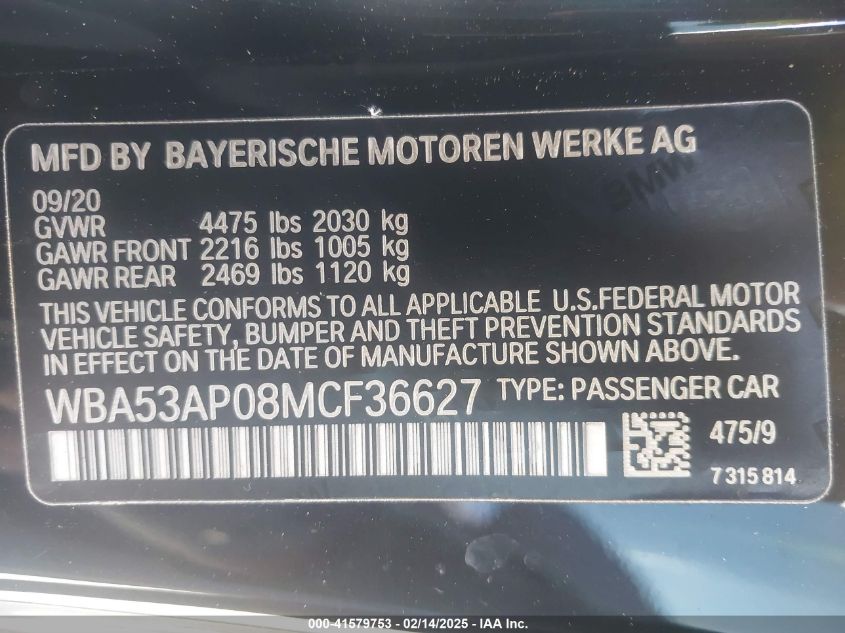 MFD BY BAYERISCHE MOTOREN WERKE AG
BMW
09/20
GVWR 4475 lbs 2030 kg
GAWR FRONT 2216 lbs 1005 kg
GAWR REAR 2469 lbs 1120 kg
THIS VEHICLE CONFORMS TO ALL APPLICABLE U.S.FEDERAL MOTOR
VEHICLE SAFETY, BUMPER AND THEFT PREVENTION STANDARDS
IN EFFECT ON THE DATE OF MANUFACTURE SHOWN ABOVE.
WBA53AP08MCF36627 TYPE: PASSENGER CAR
475/9
7 315 814
000-41579753 - 02/14/2025 - IAA Inc.